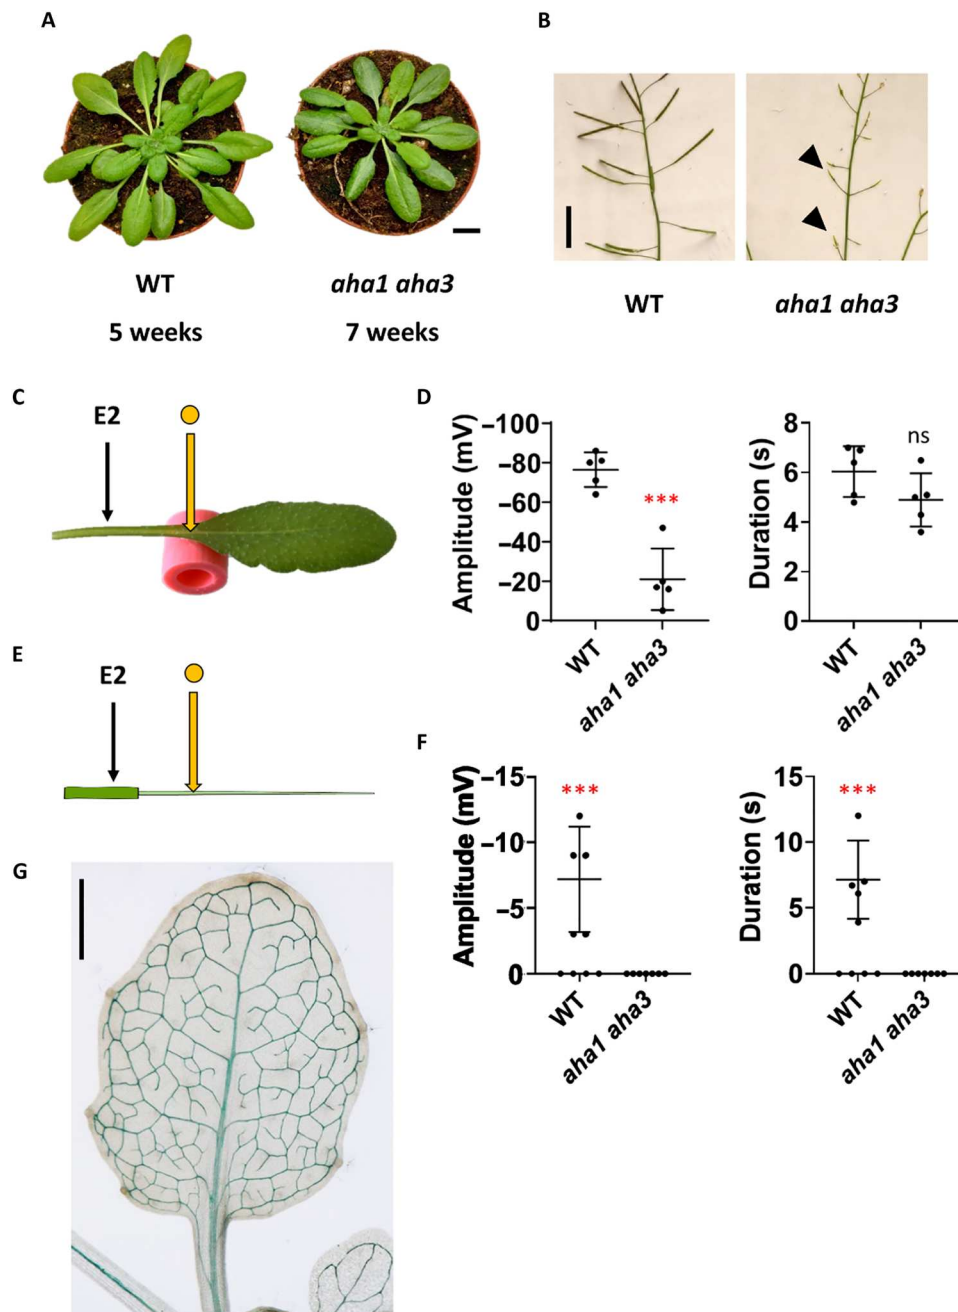 A
WT
5 weeks
aha1 aha3
7 weeks
B
WT
aha1 aha3
C
E2
D
Amplitude (mV)
−100
−80
−60
−40
−20
0
***
WT
aha1 aha3
Duration (s)
8
6
4
2
0
ns
WT
aha1 aha3
E
E2
F
Amplitude (mV)
−15
−10
−5
0
***
WT
aha1 aha3
Duration (s)
15
10
5
0
***
WT
aha1 aha3
G